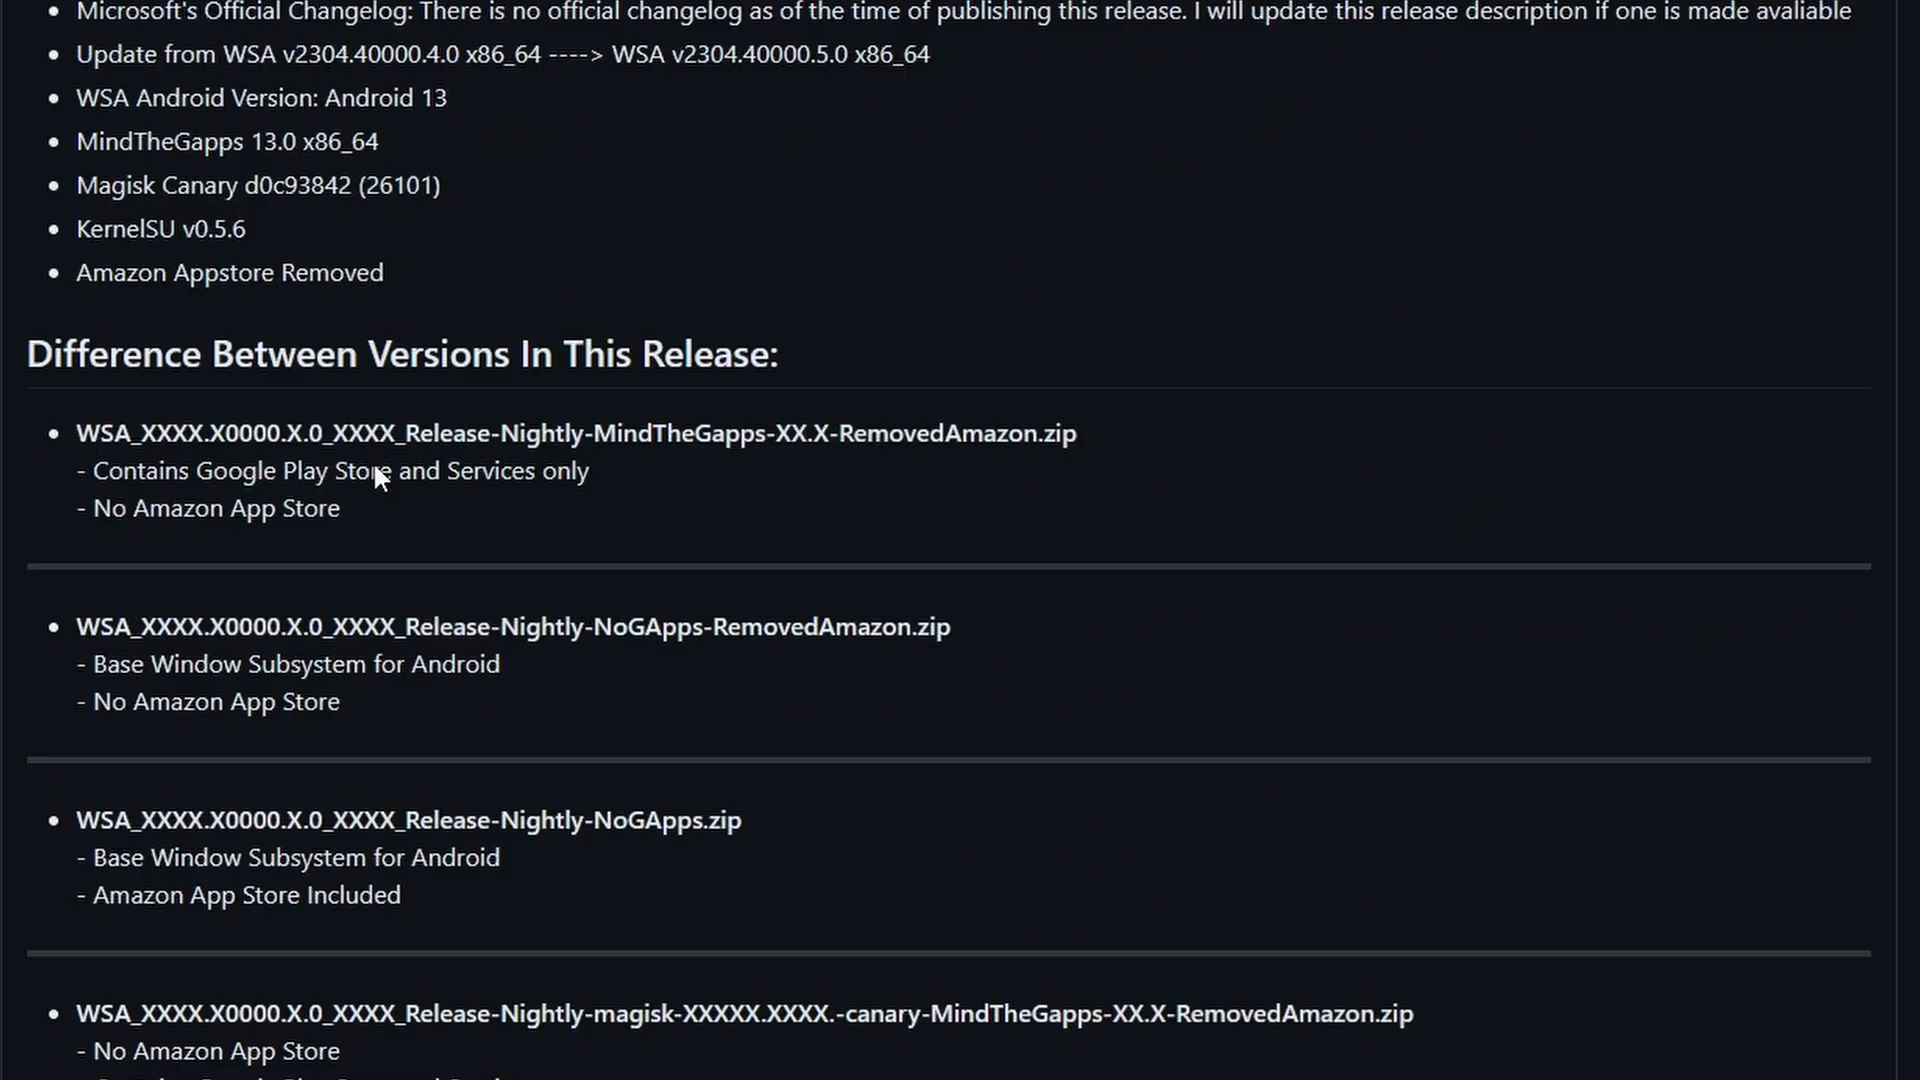 Microsoft's Official Changelog: There is no official changelog as of the time of publishing this release. I will update this release description if one is made avaliable
Update from WSA v2304.40000.4.0 x86_64 ----> WSA v2304.40000.5.0 x86_64
WSA Android Version: Android 13
MindTheGapps 13.0 x86_64
Magisk Canary d0c93842 (26101)
KernelSU v0.5.6
Amazon Appstore Removed
Difference Between Versions In This Release:
WSA_XXXX.X0000.X.0_XXXX_Release-Nightly-MindTheGapps-XX.X-RemovedAmazon.zip
- Contains Google Play Store and Services only
- No Amazon App Store
WSA_XXXX.X0000.X.0_XXXX_Release-Nightly-NoGApps-RemovedAmazon.zip
- Base Window Subsystem for Android
- No Amazon App Store
WSA_XXXX.X0000.X.0_XXXX_Release-Nightly-NoGApps.zip
- Base Window Subsystem for Android
- Amazon App Store Included
WSA_XXXX.X0000.X.0_XXXX_Release-Nightly-magisk-XXXXX.XXXX.-canary-MindTheGapps-XX.X-RemovedAmazon.zip
- No Amazon App Store